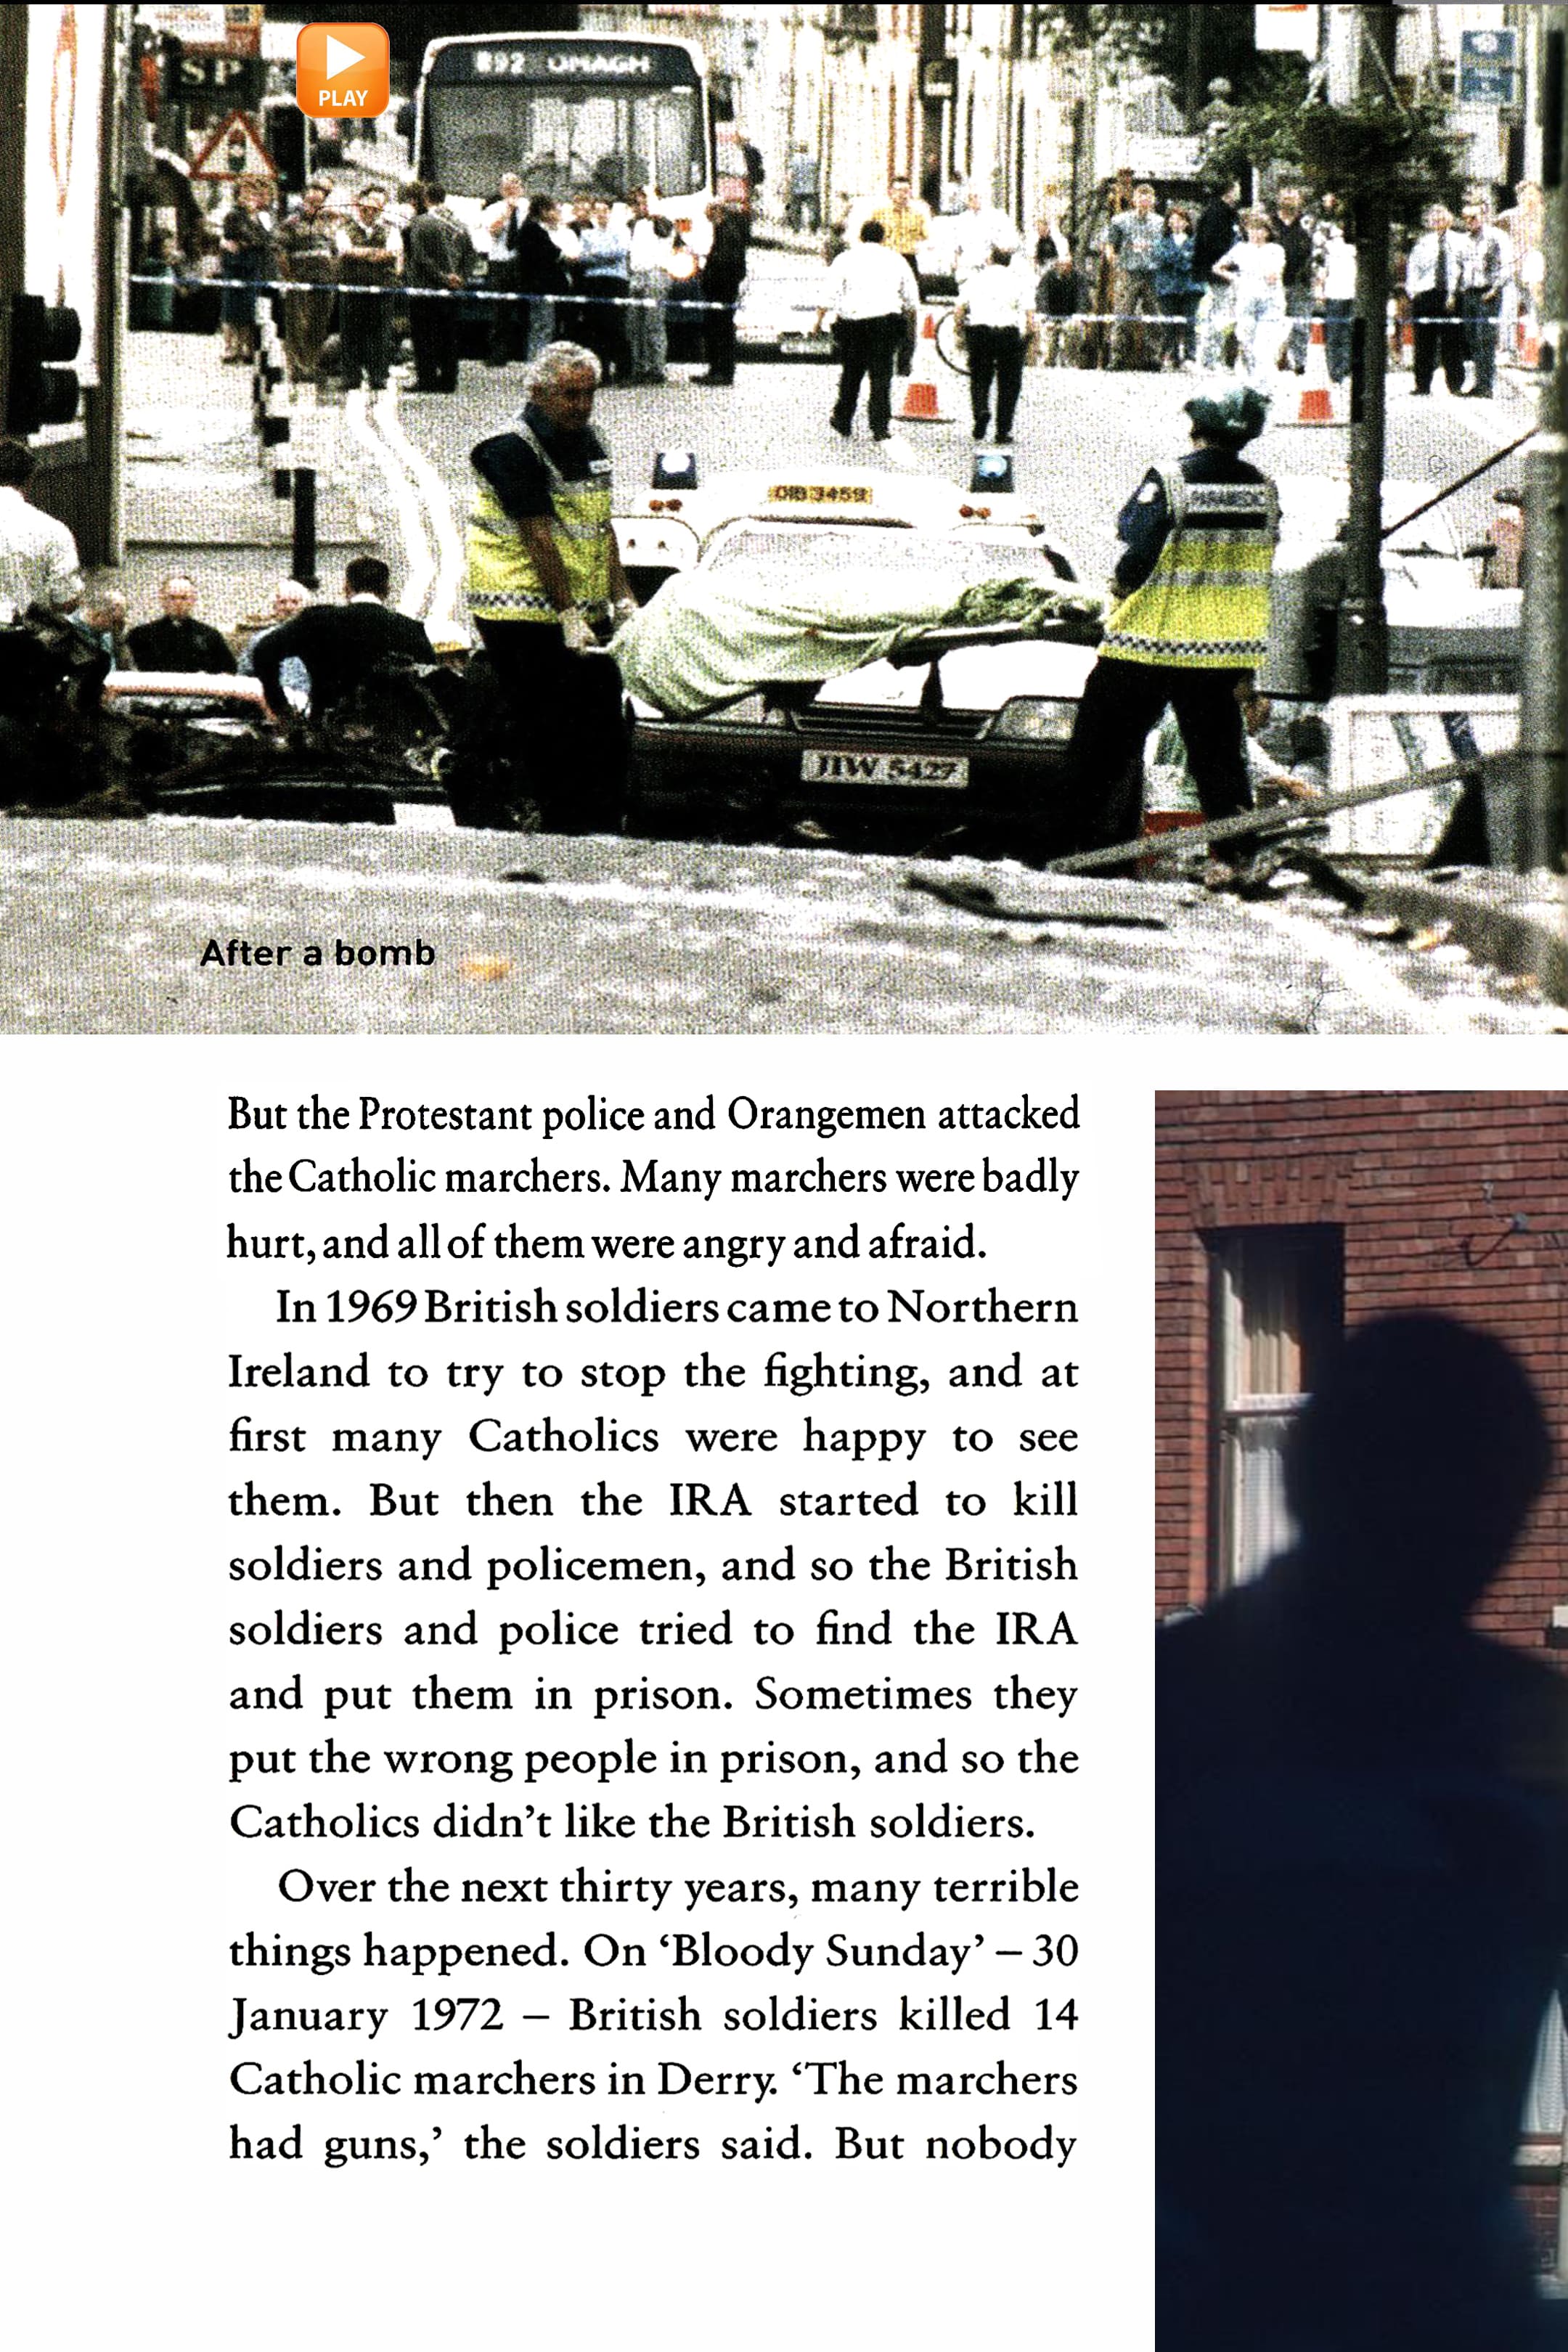 SP
PLAY
892 OMAGH
OIB 3459
PARAMEDIC
JIW 5427
After a bomb
But the Protestant police and Orangemen attacked
the Catholic marchers. Many marchers were badly
hurt, and all of them were angry and afraid.
In 1969 British soldiers came to Northern
Ireland to try to stop the fighting, and at
first many Catholics were happy to see
them. But then the IRA started to kill
soldiers and policemen, and so the British
soldiers and police tried to find the IRA
and put them in prison. Sometimes they
put the wrong people in prison, and so the
Catholics didn't like the British soldiers.
Over the next thirty years, many terrible
things happened. On ‘Bloody Sunday’ – 30
January 1972 – British soldiers killed 14
Catholic marchers in Derry. ‘The marchers
had guns,’ the soldiers said. But nobody